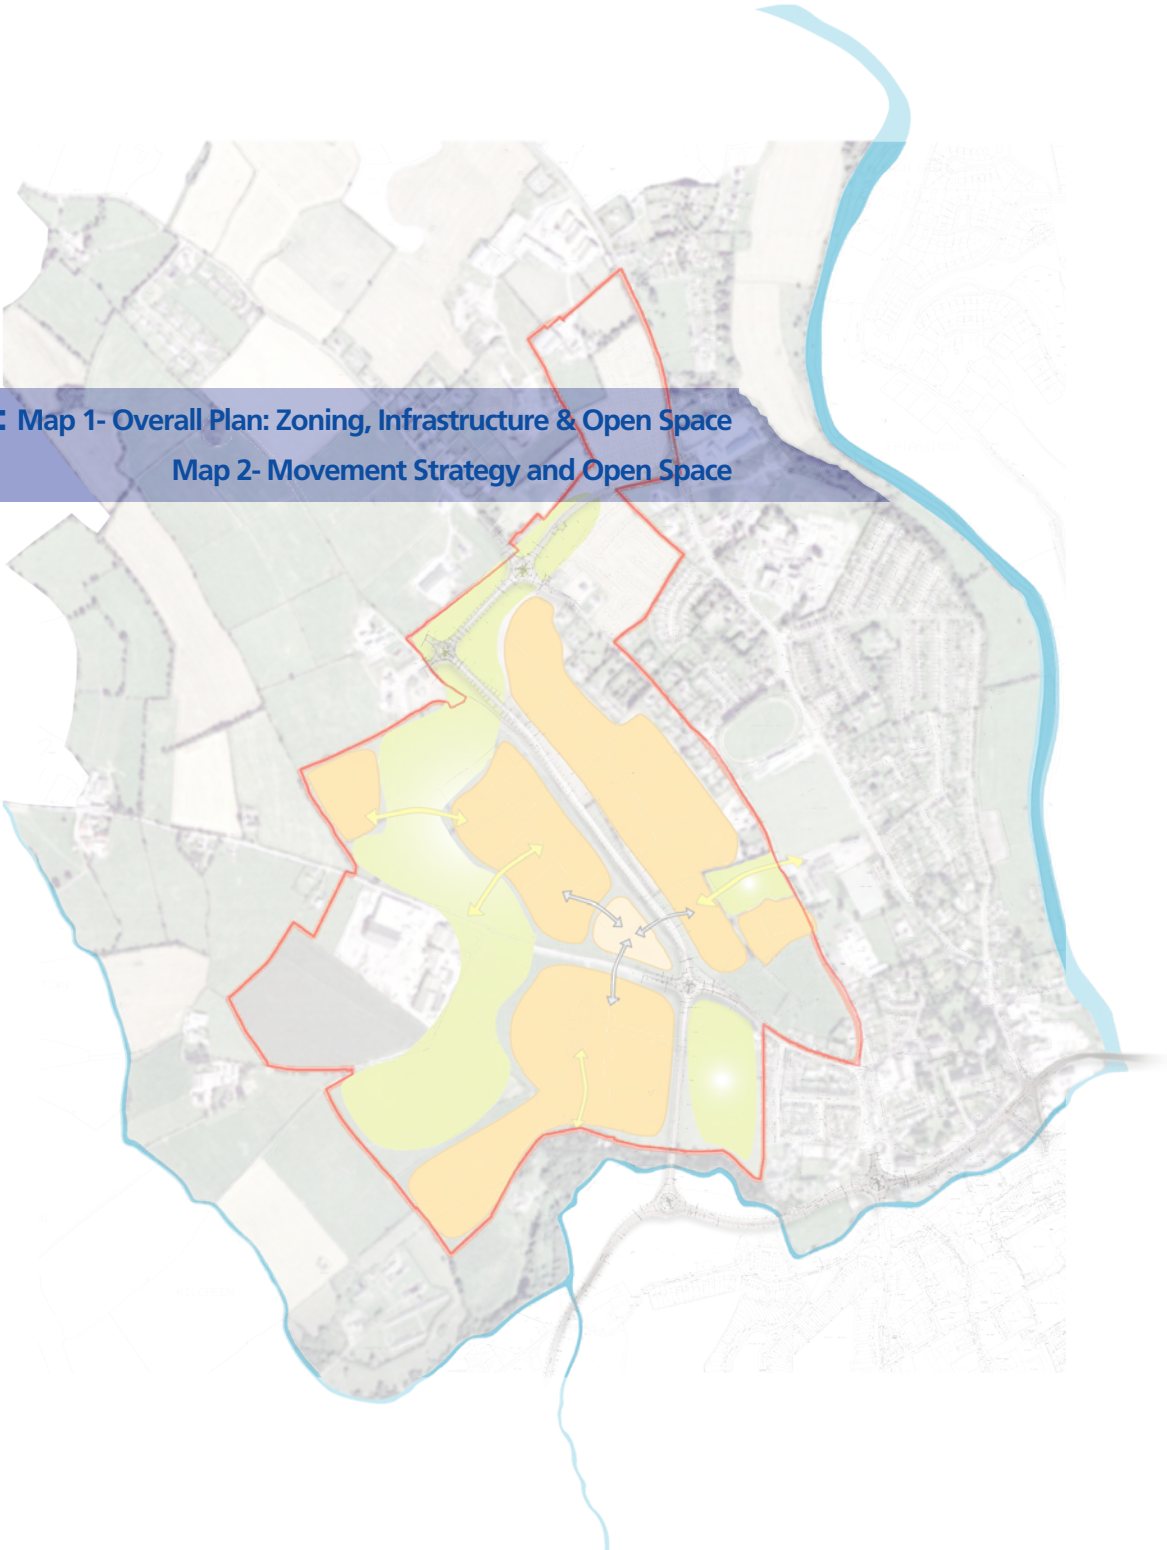 : Map 1- Overall Plan: Zoning, Infrastructure & Open Space
Map 2- Movement Strategy and Open Space